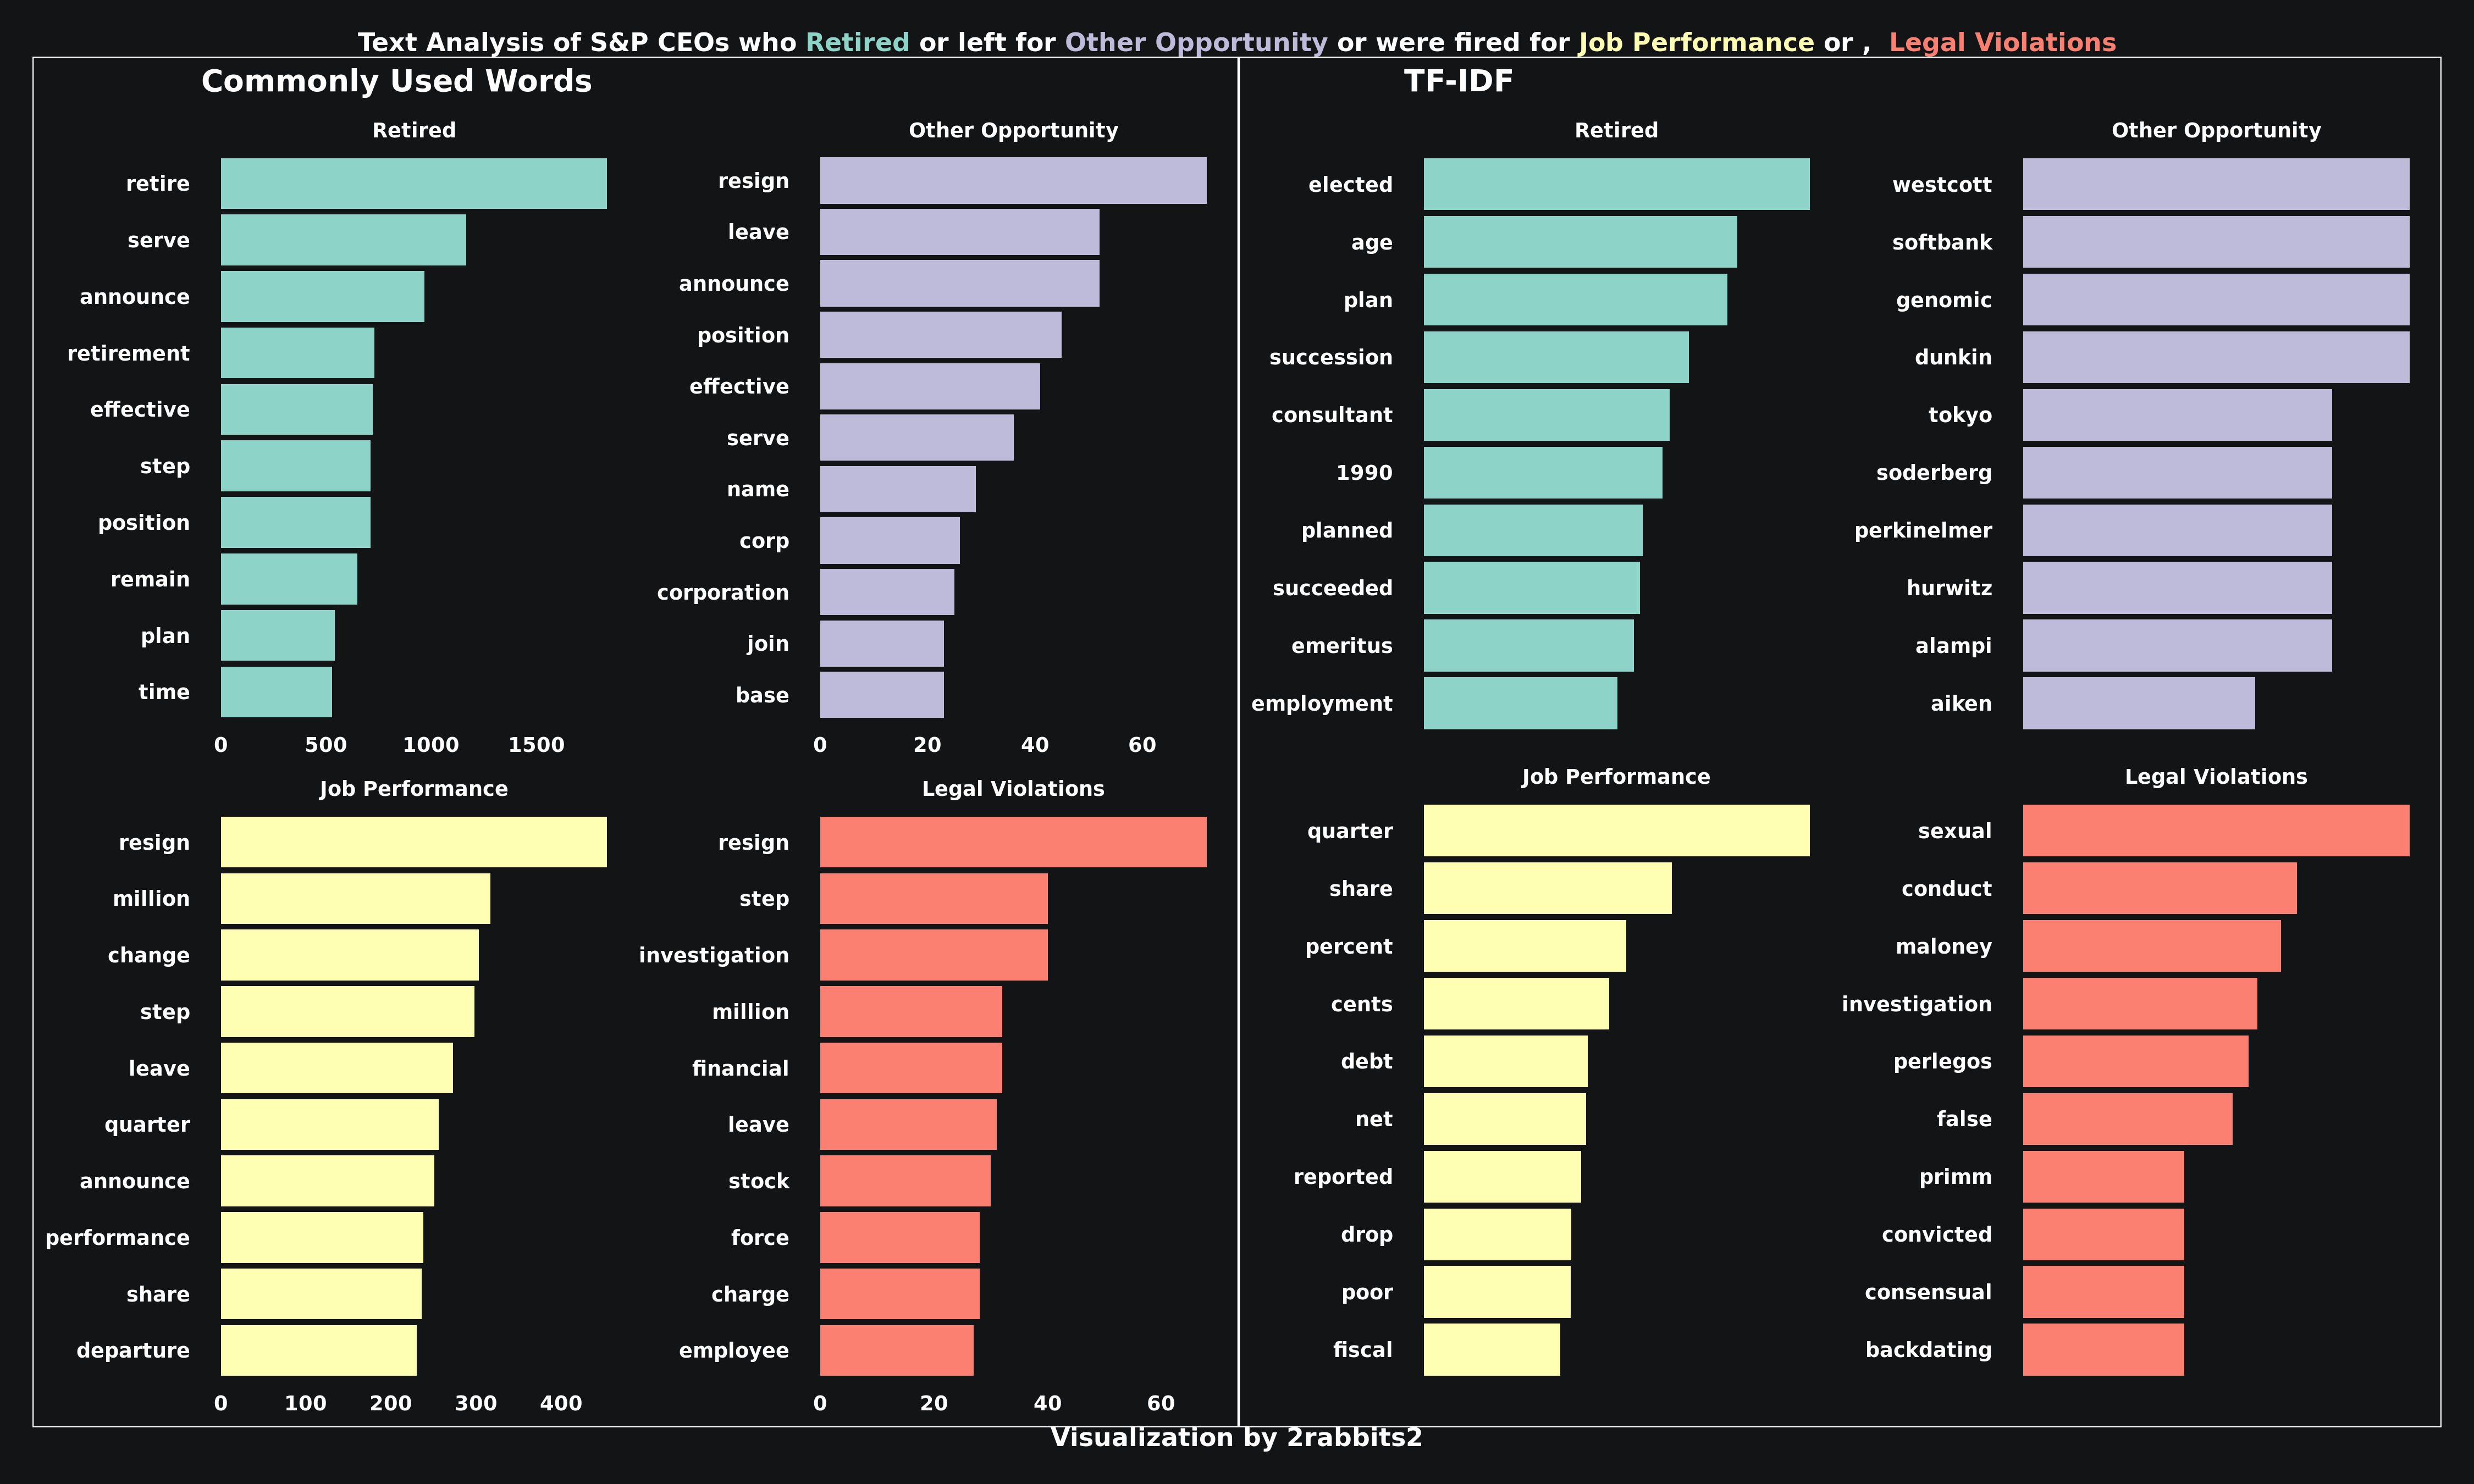 Text Analysis of S&P CEOs who Retired or left for Other Opportunity or were fired for Job Performance or ,  Legal Violations
Commonly Used Words
Retired
retire
serve
announce
retirement
effective
step
position
remain
plan
time
0 500 1000 1500
Other Opportunity
resign
leave
announce
position
effective
serve
name
corp
corporation
join
base
0 20 40 60
Job Performance
resign
million
change
step
leave
quarter
announce
performance
share
departure
0 100 200 300 400
Legal Violations
resign
step
investigation
million
financial
leave
stock
force
charge
employee
0 20 40 60
TF-IDF
Retired
elected
age
plan
succession
consultant
1990
planned
succeeded
emeritus
employment
Other Opportunity
westcott
softbank
genomic
dunkin
tokyo
soderberg
perkinelmer
hurwitz
alampi
aiken
Job Performance
quarter
share
percent
cents
debt
net
reported
drop
poor
fiscal
Legal Violations
sexual
conduct
maloney
investigation
perlegos
false
primm
convicted
consensual
backdating
Visualization by 2rabbits2